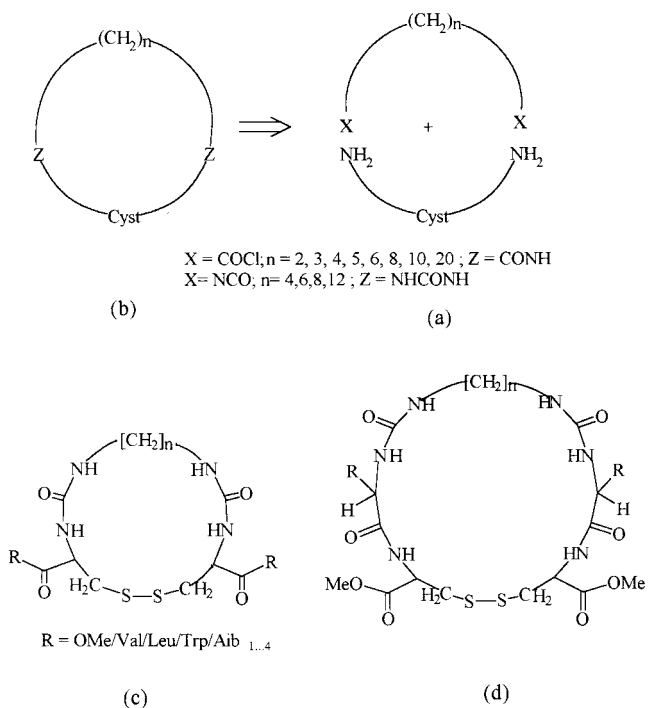 (CH2)n
(CH2)n
Z
Z
X
X
+
NH2
NH2
Cyst
Cyst
X = COCl; n = 2, 3, 4, 5, 6, 8, 10, 20 ; Z = CONH
X= NCO; n= 4,6,8,12 ; Z = NHCONH
(b)
(a)
[CH2]n
NH
HN
O
O
NH
NH
R
R
O
H2C
S
S
CH2
O
R = OMe/Val/Leu/Trp/Aib 1...4
(c)
[CH2]n
NH
HN
O
O
NH
NH
R
R
H
H
O
O
NH
HN
MeO
OMe
O
H2C
S
S
CH2
O
(d)